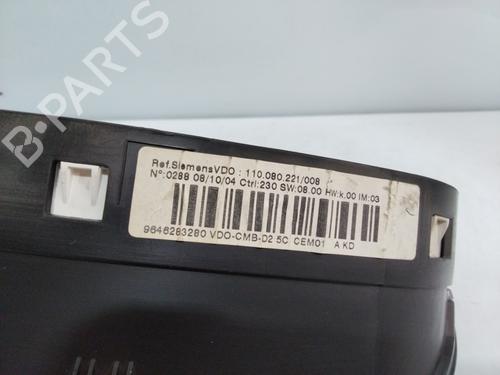 B-PARTS
Ref.SiemensVDO : 110.080.221/008
Nº:0288 08/10/04 Ctrl:230 SW:08.00 HW:k.00 IM:03
9646283280 VDO-CMB-D2:5C CEM01 A KD